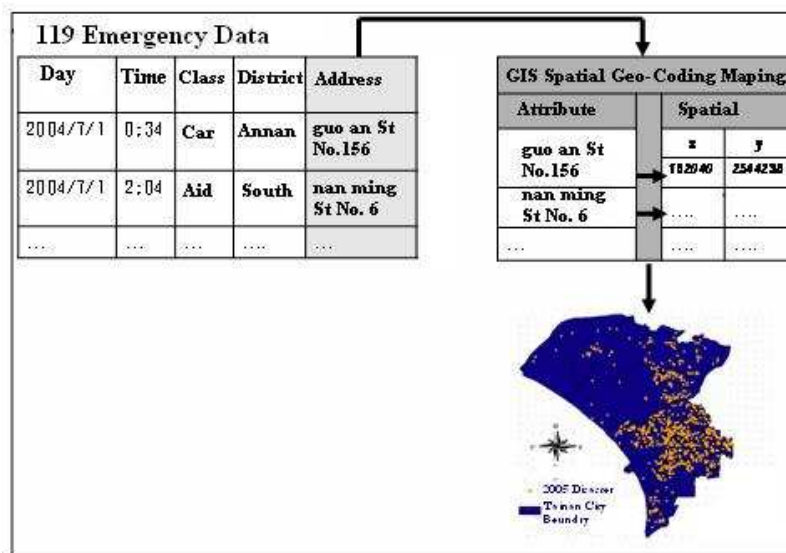 119 Emergency Data
Day Time Class District Address
2004/7/1 0:34 Car Annan guo an St No.156
2004/7/1 2:04 Aid South nan ming St No. 6
... ... ... .... ...
GIS Spatial Geo-Coding Maping
Attribute Spatial
x y
guo an St
No.156
nan ming
St No. 6 .... ....
... .... ....
2005
Tainan City
Boundry